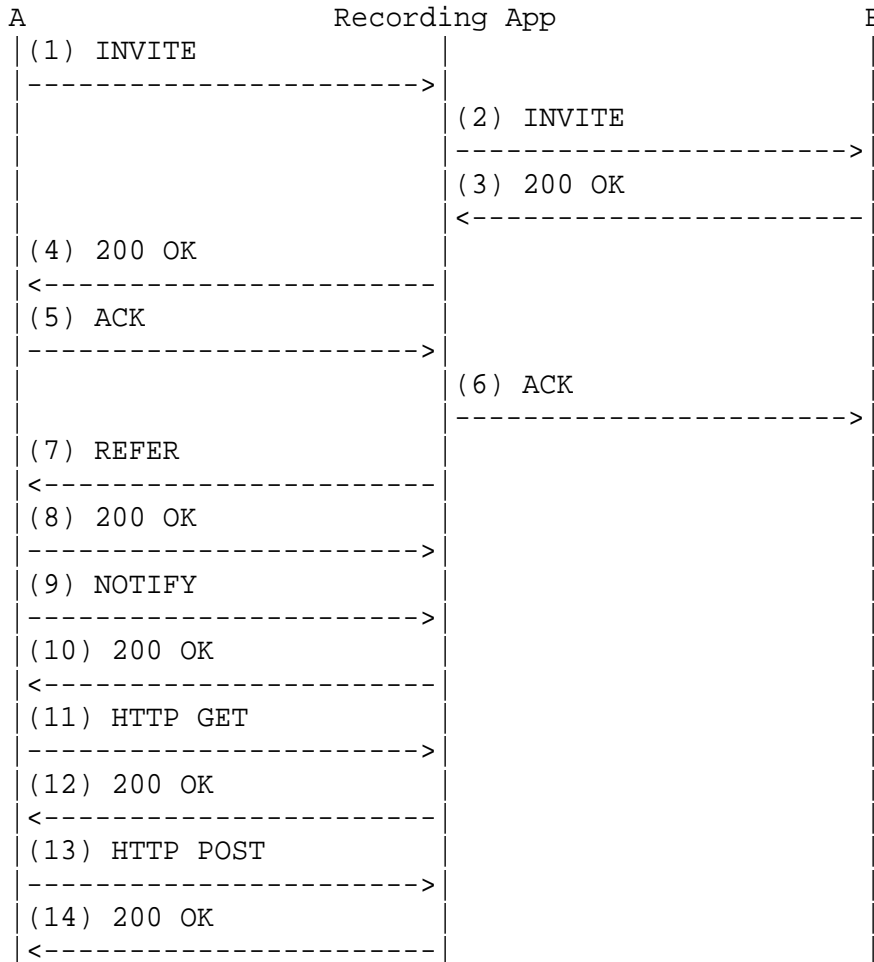 A Recording App B
(1) INVITE
----------------------->
(2) INVITE
----------------------->
(3) 200 OK
<-----------------------
(4) 200 OK
<-----------------------
(5) ACK
----------------------->
(6) ACK
----------------------->
(7) REFER
<-----------------------
(8) 200 OK
----------------------->
(9) NOTIFY
----------------------->
(10) 200 OK
<-----------------------
(11) HTTP GET
----------------------->
(12) 200 OK
<-----------------------
(13) HTTP POST
----------------------->
(14) 200 OK
<-----------------------